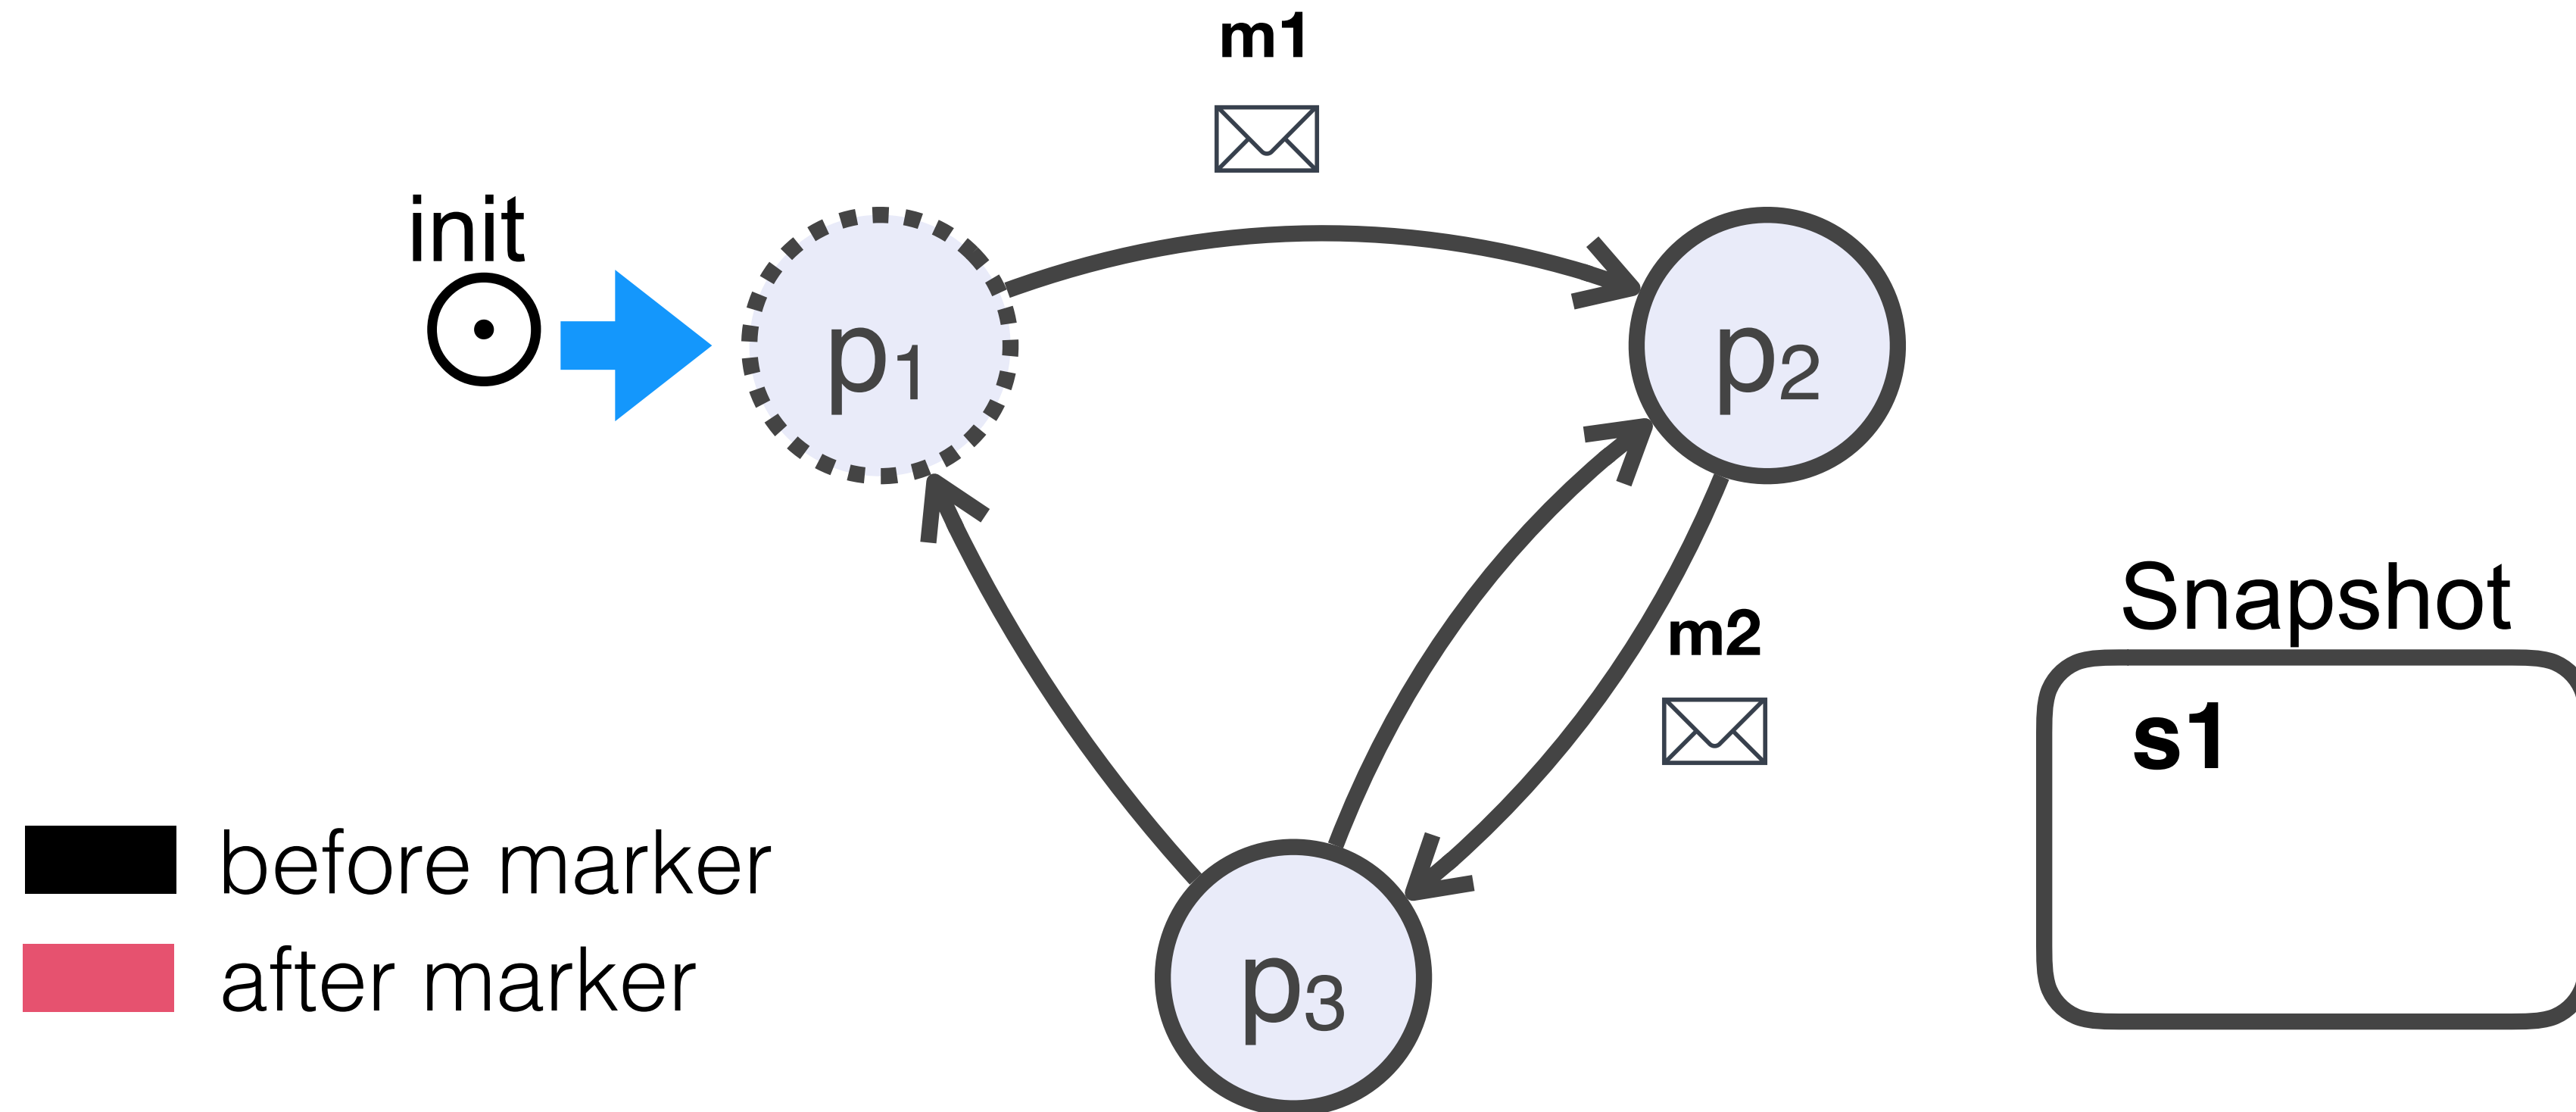 m1
init
p1
p2
m2
Snapshot
s1
before marker
after marker
p3